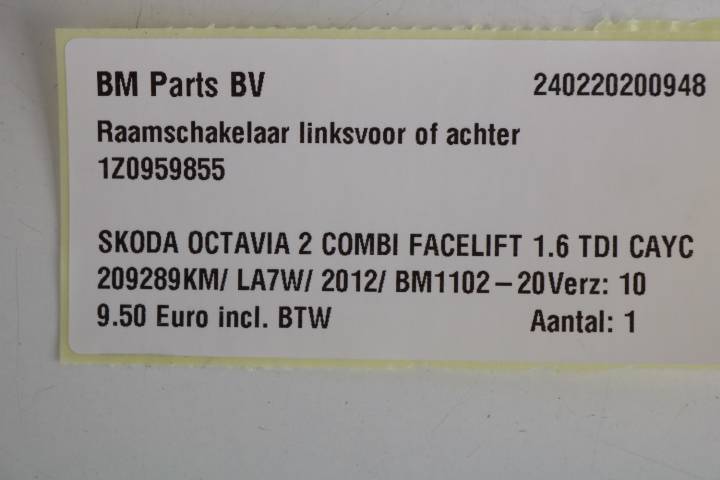 BM Parts BV 240220200948
Raamschakelaar linksvoor of achter
1Z0959855
SKODA OCTAVIA 2 COMBI FACELIFT 1.6 TDI CAYC
209289KM/ LA7W/ 2012/ BM1102-20Verz: 10
9.50 Euro incl. BTW Aantal: 1